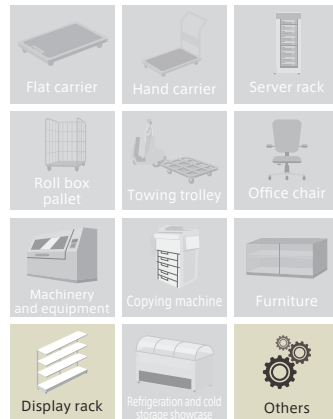 Flat carrier
Hand carrier
Server rack
Roll box
pallet
Towing trolley
Office chair
Machinery
and equipment
Copying machine
Furniture
Display rack
Refrigeration and cold
storage showcase
Others